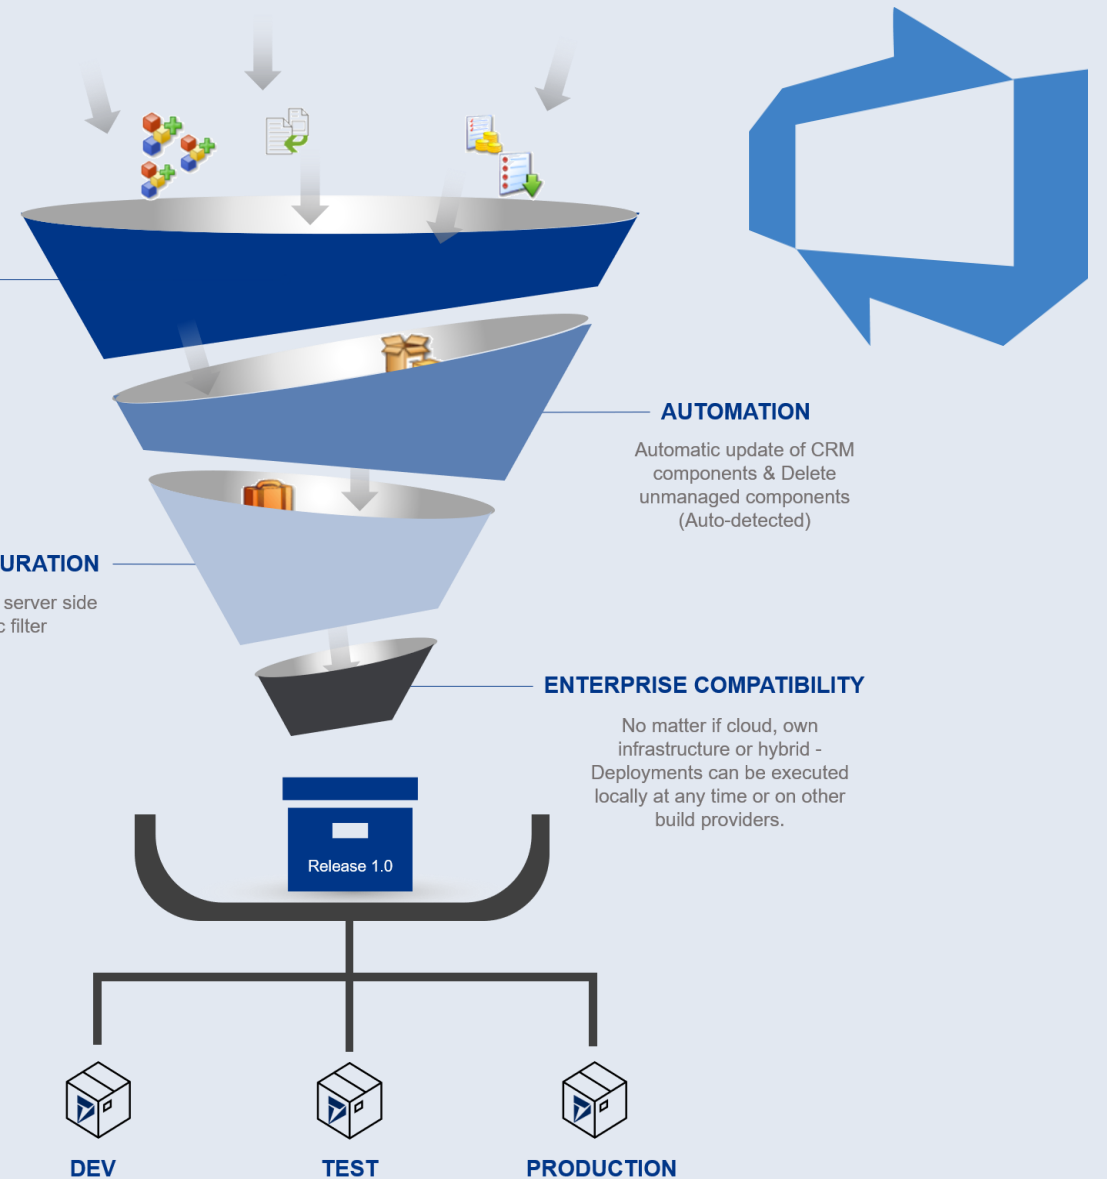 AUTOMATION
Automatic update of CRM
components & Delete
unmanaged components
(Auto-detected)
URATION
server side
c filter
ENTERPRISE COMPATIBILITY
No matter if cloud, own
infrastructure or hybrid -
Deployments can be executed
locally at any time or on other
build providers.
Release 1.0
DEV
TEST
PRODUCTION